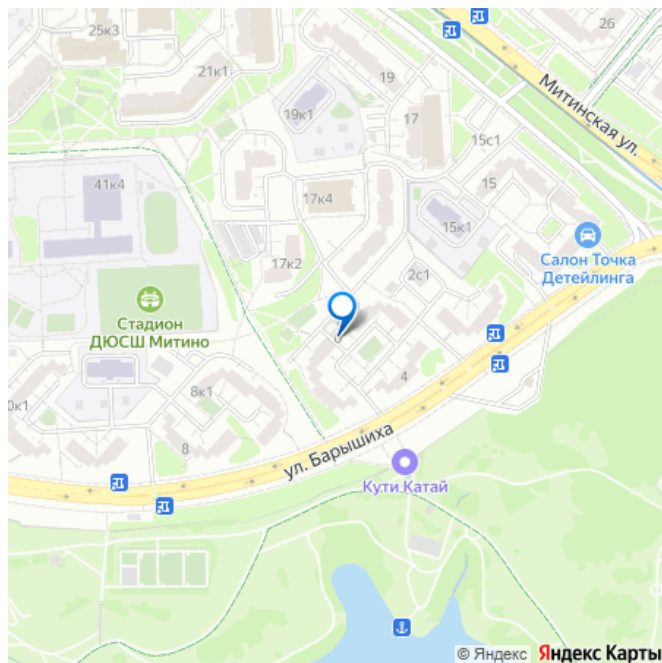 25к3
26
21к1
19
Митинская ул.
19к1
17
15с1
41к4
17к4
15
15к1
17к2
2с1
Салон Точка
Детейлинга
Стадион
ДЮСШ Митино
4
8к1
0к1
8
ул. Барышиха
Кути Катай
© Яндекс Яндекс Карты